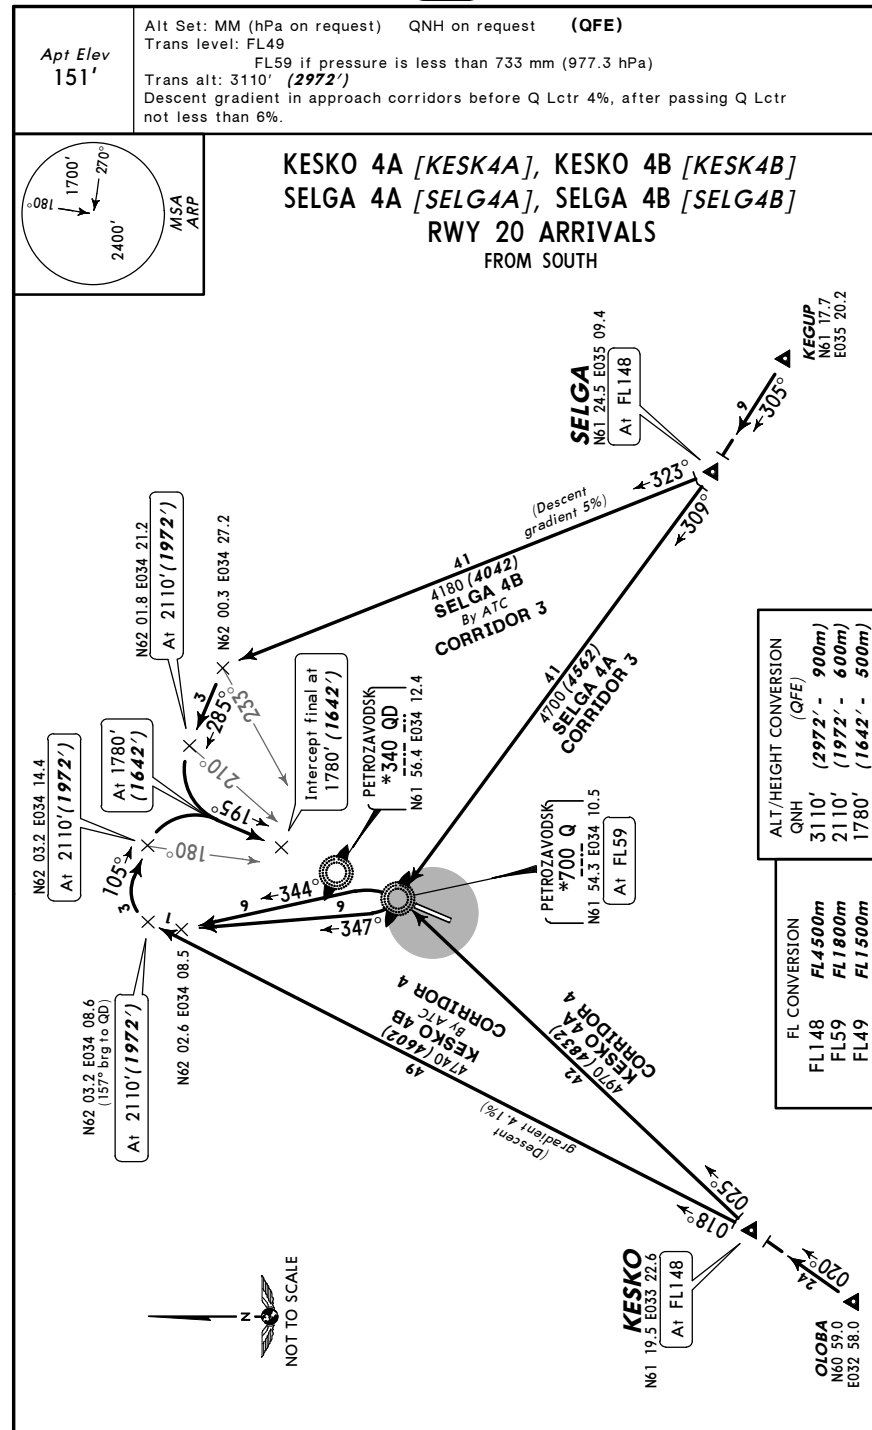 Alt Set: MM (hPa on request) QNH on request (QFE)
Trans level: FL49
FL59 if pressure is less than 733 mm (977.3 hPa)
Trans alt: 3110' (2972')
Descent gradient in approach corridors before Q Lctr 4%, after passing Q Lctr
not less than 6%.
Apt Elev
151'
180°
1700'
270°
2400'
MSA
ARP
KESKO 4A [KESK4A], KESKO 4B [KESK4B]
SELGA 4A [SELG4A], SELGA 4B [SELG4B]
RWY 20 ARRIVALS
FROM SOUTH
KEGUP
N61 17.7
E035 20.2
9
305°
SELGA
N61 24.5 E035 09.4
At FL148
323°
309°
(Descent
gradient 5%)
41
4180 (4042)
SELGA 4B
By ATC
CORRIDOR 3
41
4700 (4562)
SELGA 4A
CORRIDOR 3
N62 00.3 E034 27.2
N62 01.8 E034 21.2
At 2110' (1972')
3
285°
233°
210°
At 1780'
(1642')
195°
Intercept final at
1780' (1642')
N62 03.2 E034 14.4
At 2110' (1972')
105°
180°
3
PETROZAVODSK
*340 QD
N61 56.4 E034 12.4
PETROZAVODSK
*700 Q
N61 54.3 E034 10.5
At FL59
344°
9
347°
9
1
N62 02.6 E034 08.5
N62 03.2 E034 08.6
(157° brg to QD)
At 2110' (1972')
49
4740 (4602)
KESKO 4B
By ATC
CORRIDOR 4
(Descent
gradient 4.1%)
42
4970 (4832)
KESKO 4A
CORRIDOR 4
018°
025°
KESKO
N61 19.5 E033 22.6
At FL148
24
020°
OLOBA
N60 59.0
E032 58.0
N
NOT TO SCALE
ALT/HEIGHT CONVERSION
QNH (QFE)
3110' (2972' - 900m)
2110' (1972' - 600m)
1780' (1642' - 500m)
FL CONVERSION
FL148 FL4500m
FL59 FL1800m
FL49 FL1500m